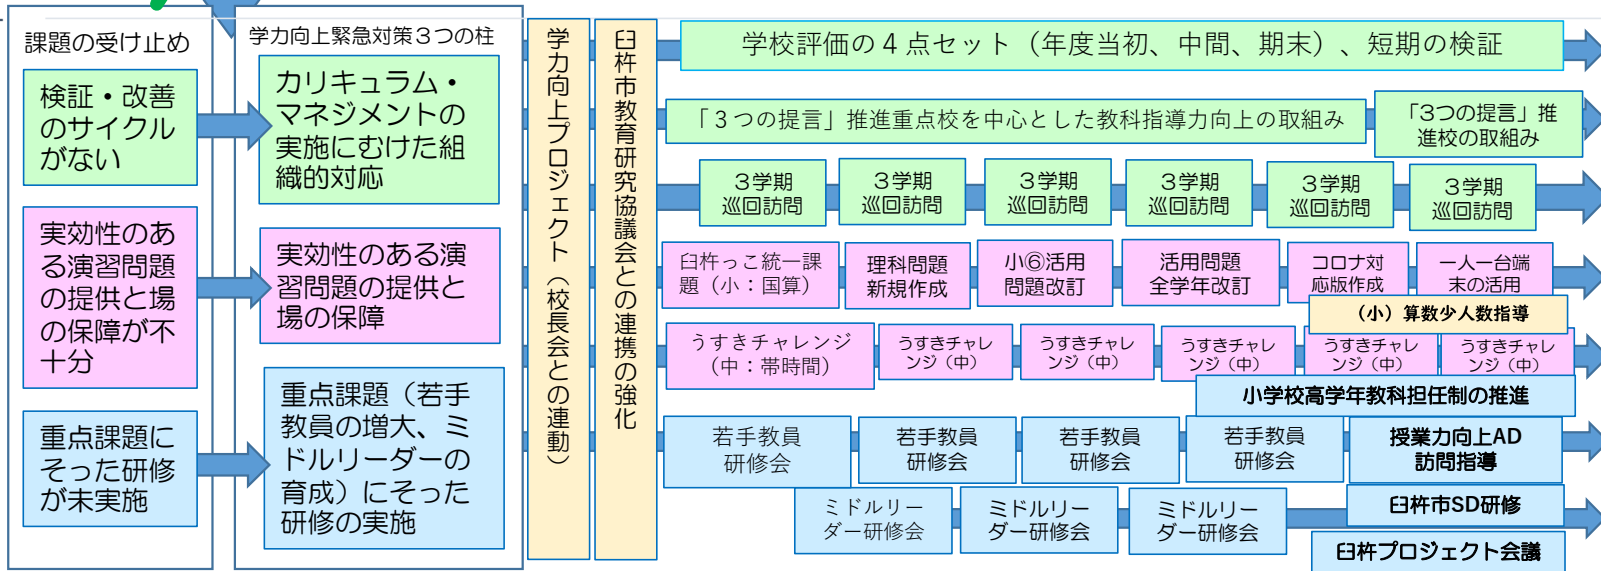 課題の受け止め
検証・改善
のサイクル
がない
実効性のあ
る演習問題
の提供と場
の保障が不
十分
重点課題に
そった研修
が未実施
学力向上緊急対策３つの柱
カリキュラム・
マネジメントの
実施にむけた組
織的対応
実効性のある演
習問題の提供と
場の保障
重点課題（若手
教員の増大、ミ
ドルリーダーの
育成）にそった
研修の実施
学力向上プロジェクト（校長会との連動）
臼杵市教育研究協議会との連携の強化
学校評価の４点セット（年度当初、中間、期末）、短期の検証
「３つの提言」推進重点校を中心とした教科指導力向上の取組み
「3つの提言」推
進校の取組み
３学期
巡回訪問
３学期
巡回訪問
３学期
巡回訪問
３学期
巡回訪問
３学期
巡回訪問
３学期
巡回訪問
臼杵っこ統一課
題（小：国算）
理科問題
新規作成
小⑥活用
問題改訂
活用問題
全学年改訂
コロナ対
応版作成
一人一台端
末の活用
（小）算数少人数指導
うすきチャレンジ
（中：帯時間）
うすきチャレ
ンジ（中）
うすきチャレ
ンジ（中）
うすきチャレ
ンジ（中）
うすきチャレ
ンジ（中）
うすきチャレ
ンジ（中）
小学校高学年教科担任制の推進
若手教員
研修会
若手教員
研修会
若手教員
研修会
若手教員
研修会
授業力向上AD
訪問指導
ミドルリー
ダー研修会
ミドルリー
ダー研修会
ミドルリー
ダー研修会
臼杵市SD研修
臼杵プロジェクト会議